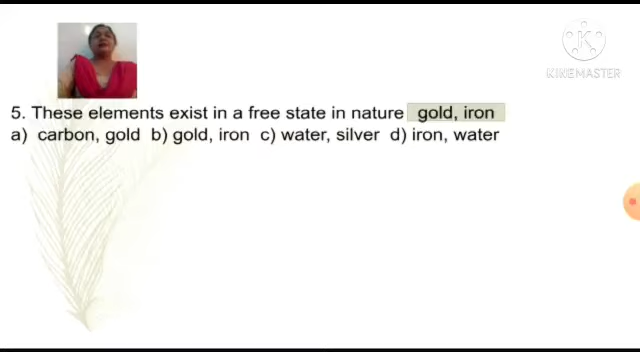 KINEMASTER
5. These elements exist in a free state in nature gold, iron
a) carbon, gold b) gold, iron c) water, silver d) iron, water